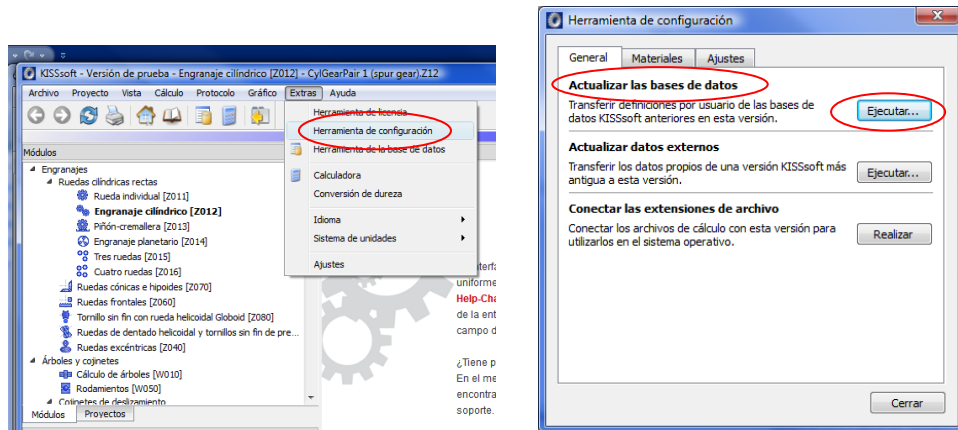 KISSsoft - Versión de prueba - Engranaje cilíndrico [Z012] - CylGearPair 1 (spur gear).Z12
Archivo Proyecto Vista Cálculo Protocolo Gráfico Extras Ayuda
Herramienta de licencia
Herramienta de configuración
Herramienta de la base de datos
Calculadora
Conversión de dureza
Idioma
Sistema de unidades
Ajustes
Módulos
Engranajes
Ruedas cilíndricas rectas
Rueda individual [Z011]
Engranaje cilíndrico [Z012]
Piñón-cremallera [Z013]
Engranaje planetario [Z014]
Tres ruedas [Z015]
Cuatro ruedas [Z016]
Ruedas cónicas e hipoides [Z070]
Ruedas frontales [Z060]
Tornillo sin fin con rueda helicoidal Globoid [Z080]
Ruedas de dentado helicoidal y tornillos sin fin de pre...
Ruedas excéntricas [Z040]
Árboles y cojinetes
Cálculo de árboles [W010]
Rodamientos [W050]
Cojinetes de deslizamiento
Módulos Proyectos
uniforme
Help-Cha
de la ent
campo d
¿Tiene p
En el me
encontra
soporte.
Herramienta de configuración
General Materiales Ajustes
Actualizar las bases de datos
Transferir definiciones por usuario de las bases de
datos KISSsoft anteriores en esta versión.
Ejecutar...
Actualizar datos externos
Transferir los datos propios de una versión KISSsoft más
antigua a esta versión.
Ejecutar...
Conectar las extensiones de archivo
Conectar los archivos de cálculo con esta versión para
utilizarlos en el sistema operativo.
Realizar
Cerrar